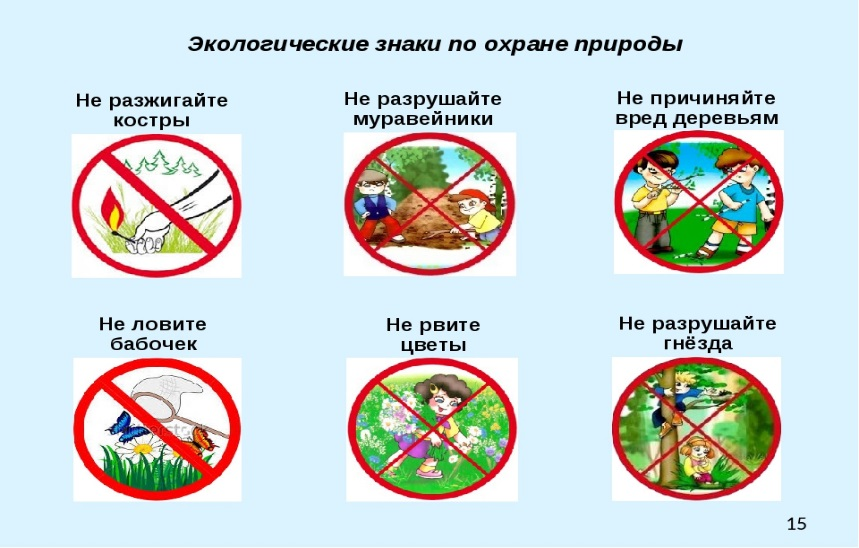 Экологические знаки по охране природы
Не разжигайте
костры
Не разрушайте
муравейники
Не причиняйте
вред деревьям
Не ловите
бабочек
Не рвите
цветы
Не разрушайте
гнёзда
15